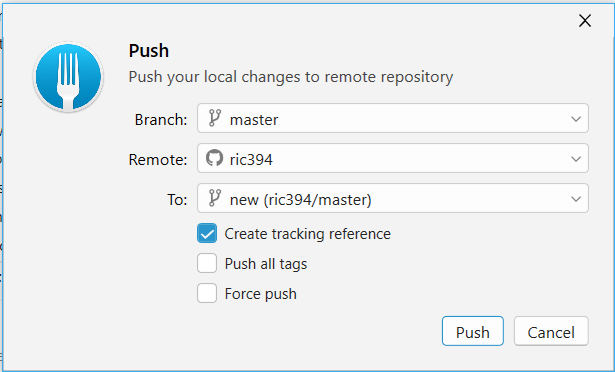 Push
Push your local changes to remote repository
Branch: master
Remote: ric394
To: new (ric394/master)
Create tracking reference
Push all tags
Force push
Push Cancel